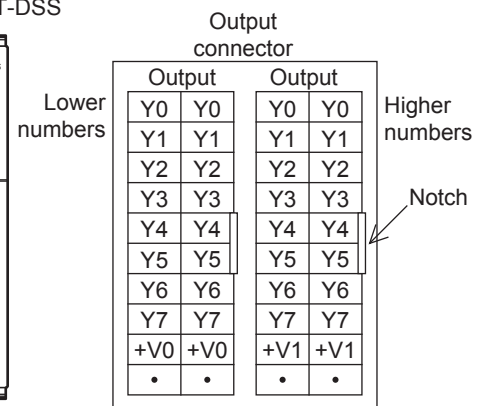 T-DSS
Output
connector
Output Output
Lower
numbers
Higher
numbers
Notch
Y0 Y0 Y0 Y0
Y1 Y1 Y1 Y1
Y2 Y2 Y2 Y2
Y3 Y3 Y3 Y3
Y4 Y4 Y4 Y4
Y5 Y5 Y5 Y5
Y6 Y6 Y6 Y6
Y7 Y7 Y7 Y7
+V0 +V0 +V1 +V1
• • • •